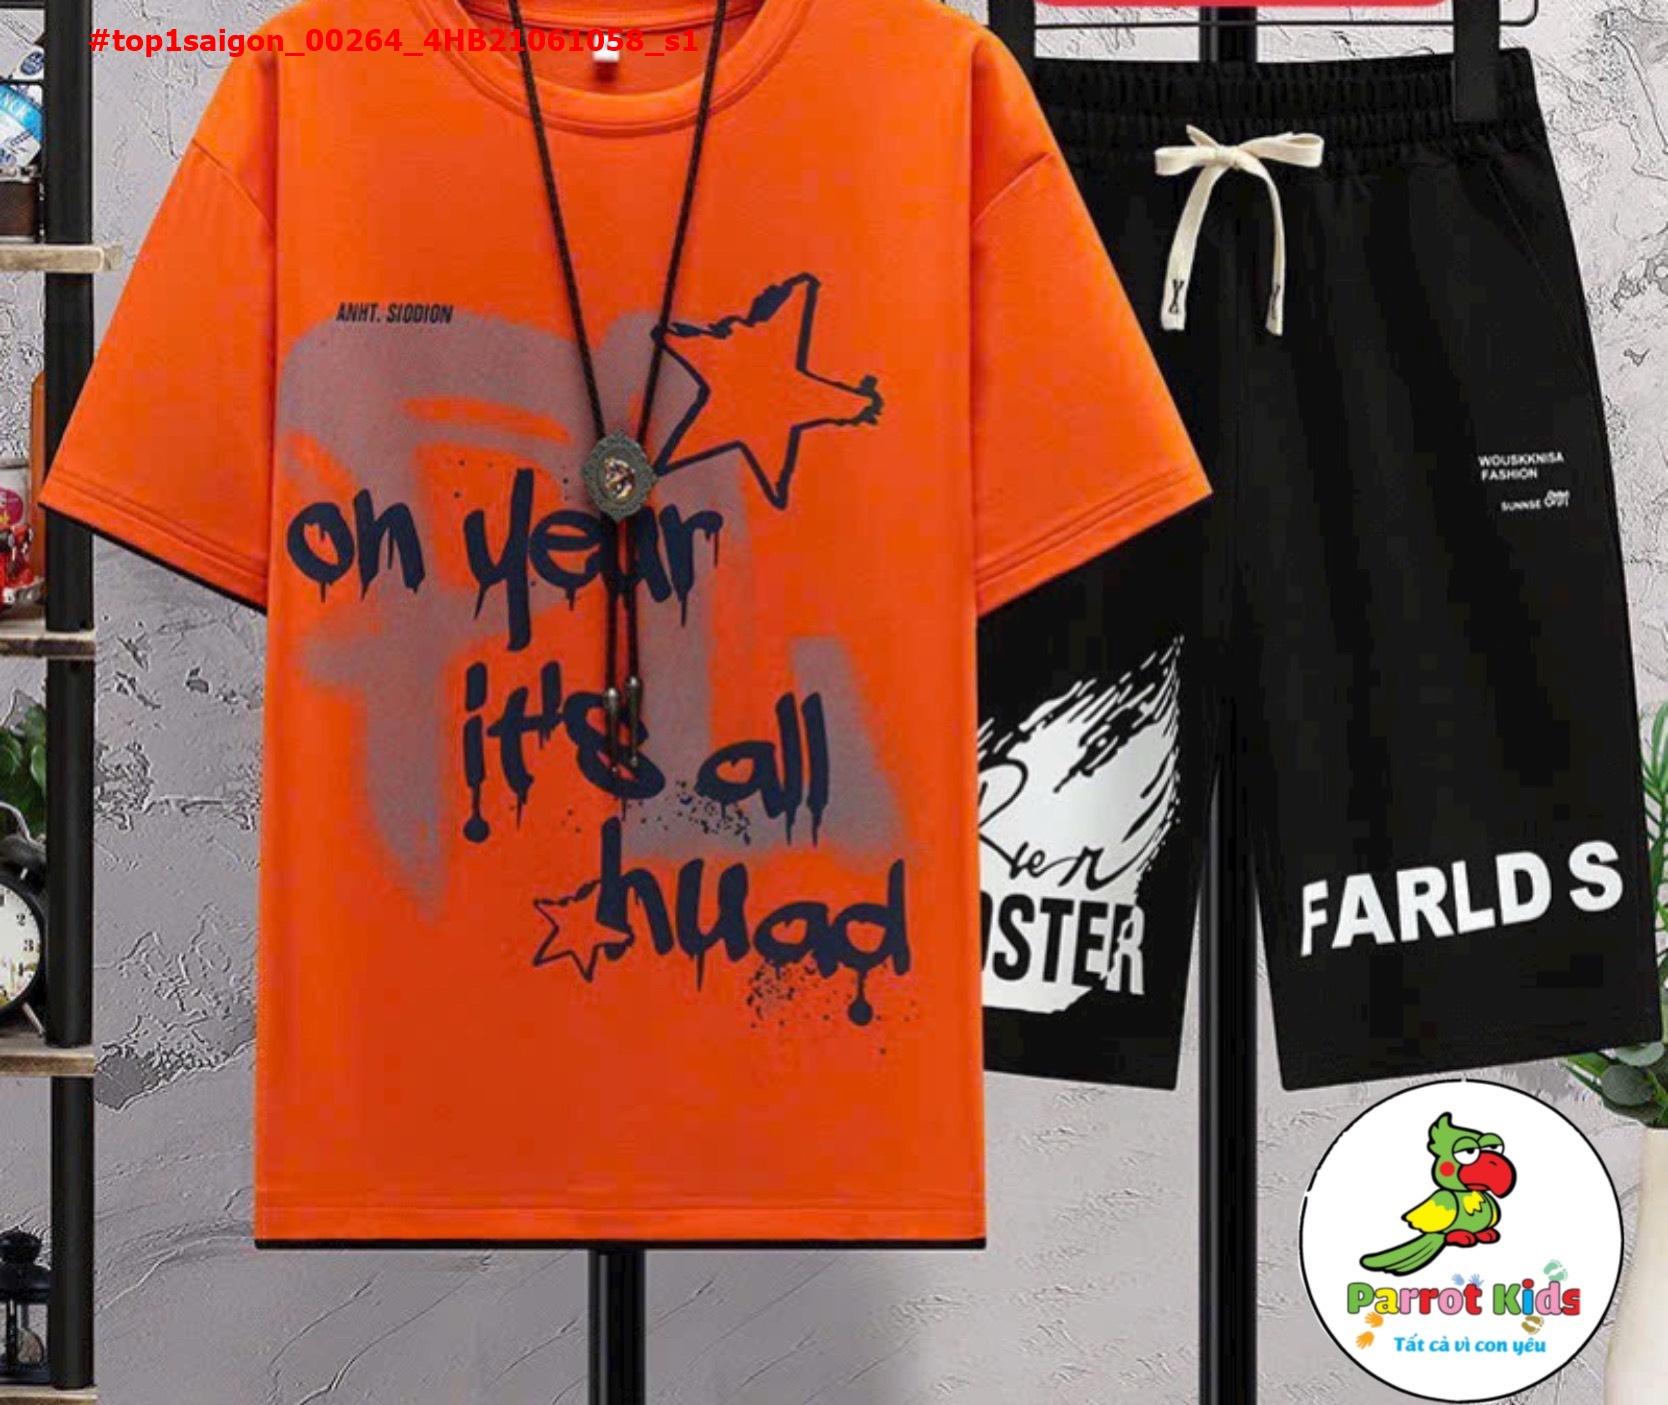 #top1saigon_00264_4HB21061058_s1
ANHT. SIODION
on year
it's all
huad
WOUSKKNISA
FASHION
SUNNSE
OSTER
FARLD S
Parrot Kids
Tất cả vì con yêu